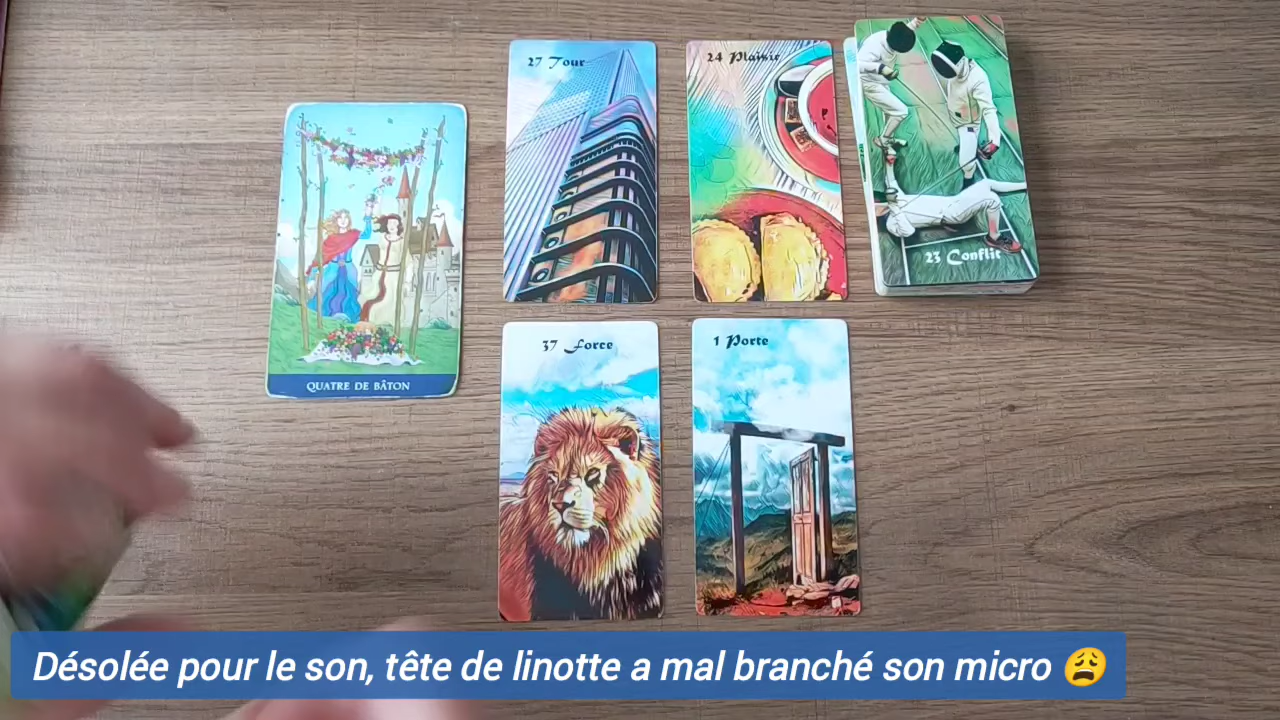 27 Tour
24 Plaisir
23 Conflit
QUATRE DE BÂTON
37 Force
1 Porte
Désolée pour le son, tête de linotte a mal branché son micro 😩